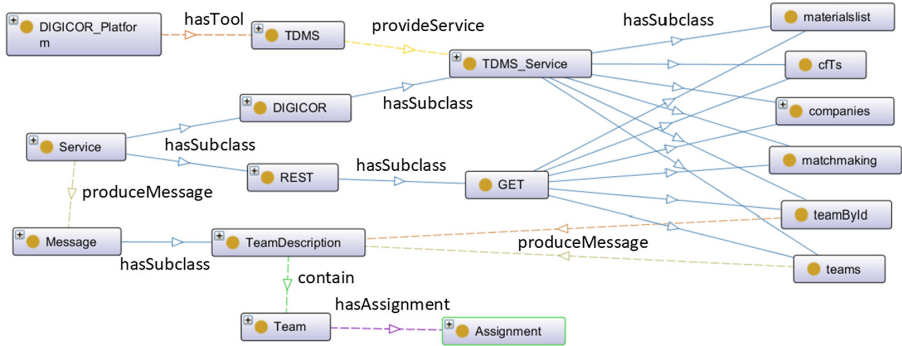 hasTool
hasSubclass
DIGICOR_Platfor
m
TDMS
provideService
materialslist
TDMS_Service
cfTs
DIGICOR
hasSubclass
companies
Service
hasSubclass
hasSubclass
matchmaking
REST
GET
produceMessage
teamById
Message
TeamDescription
produceMessage
hasSubclass
teams
contain
hasAssignment
Team
Assignment